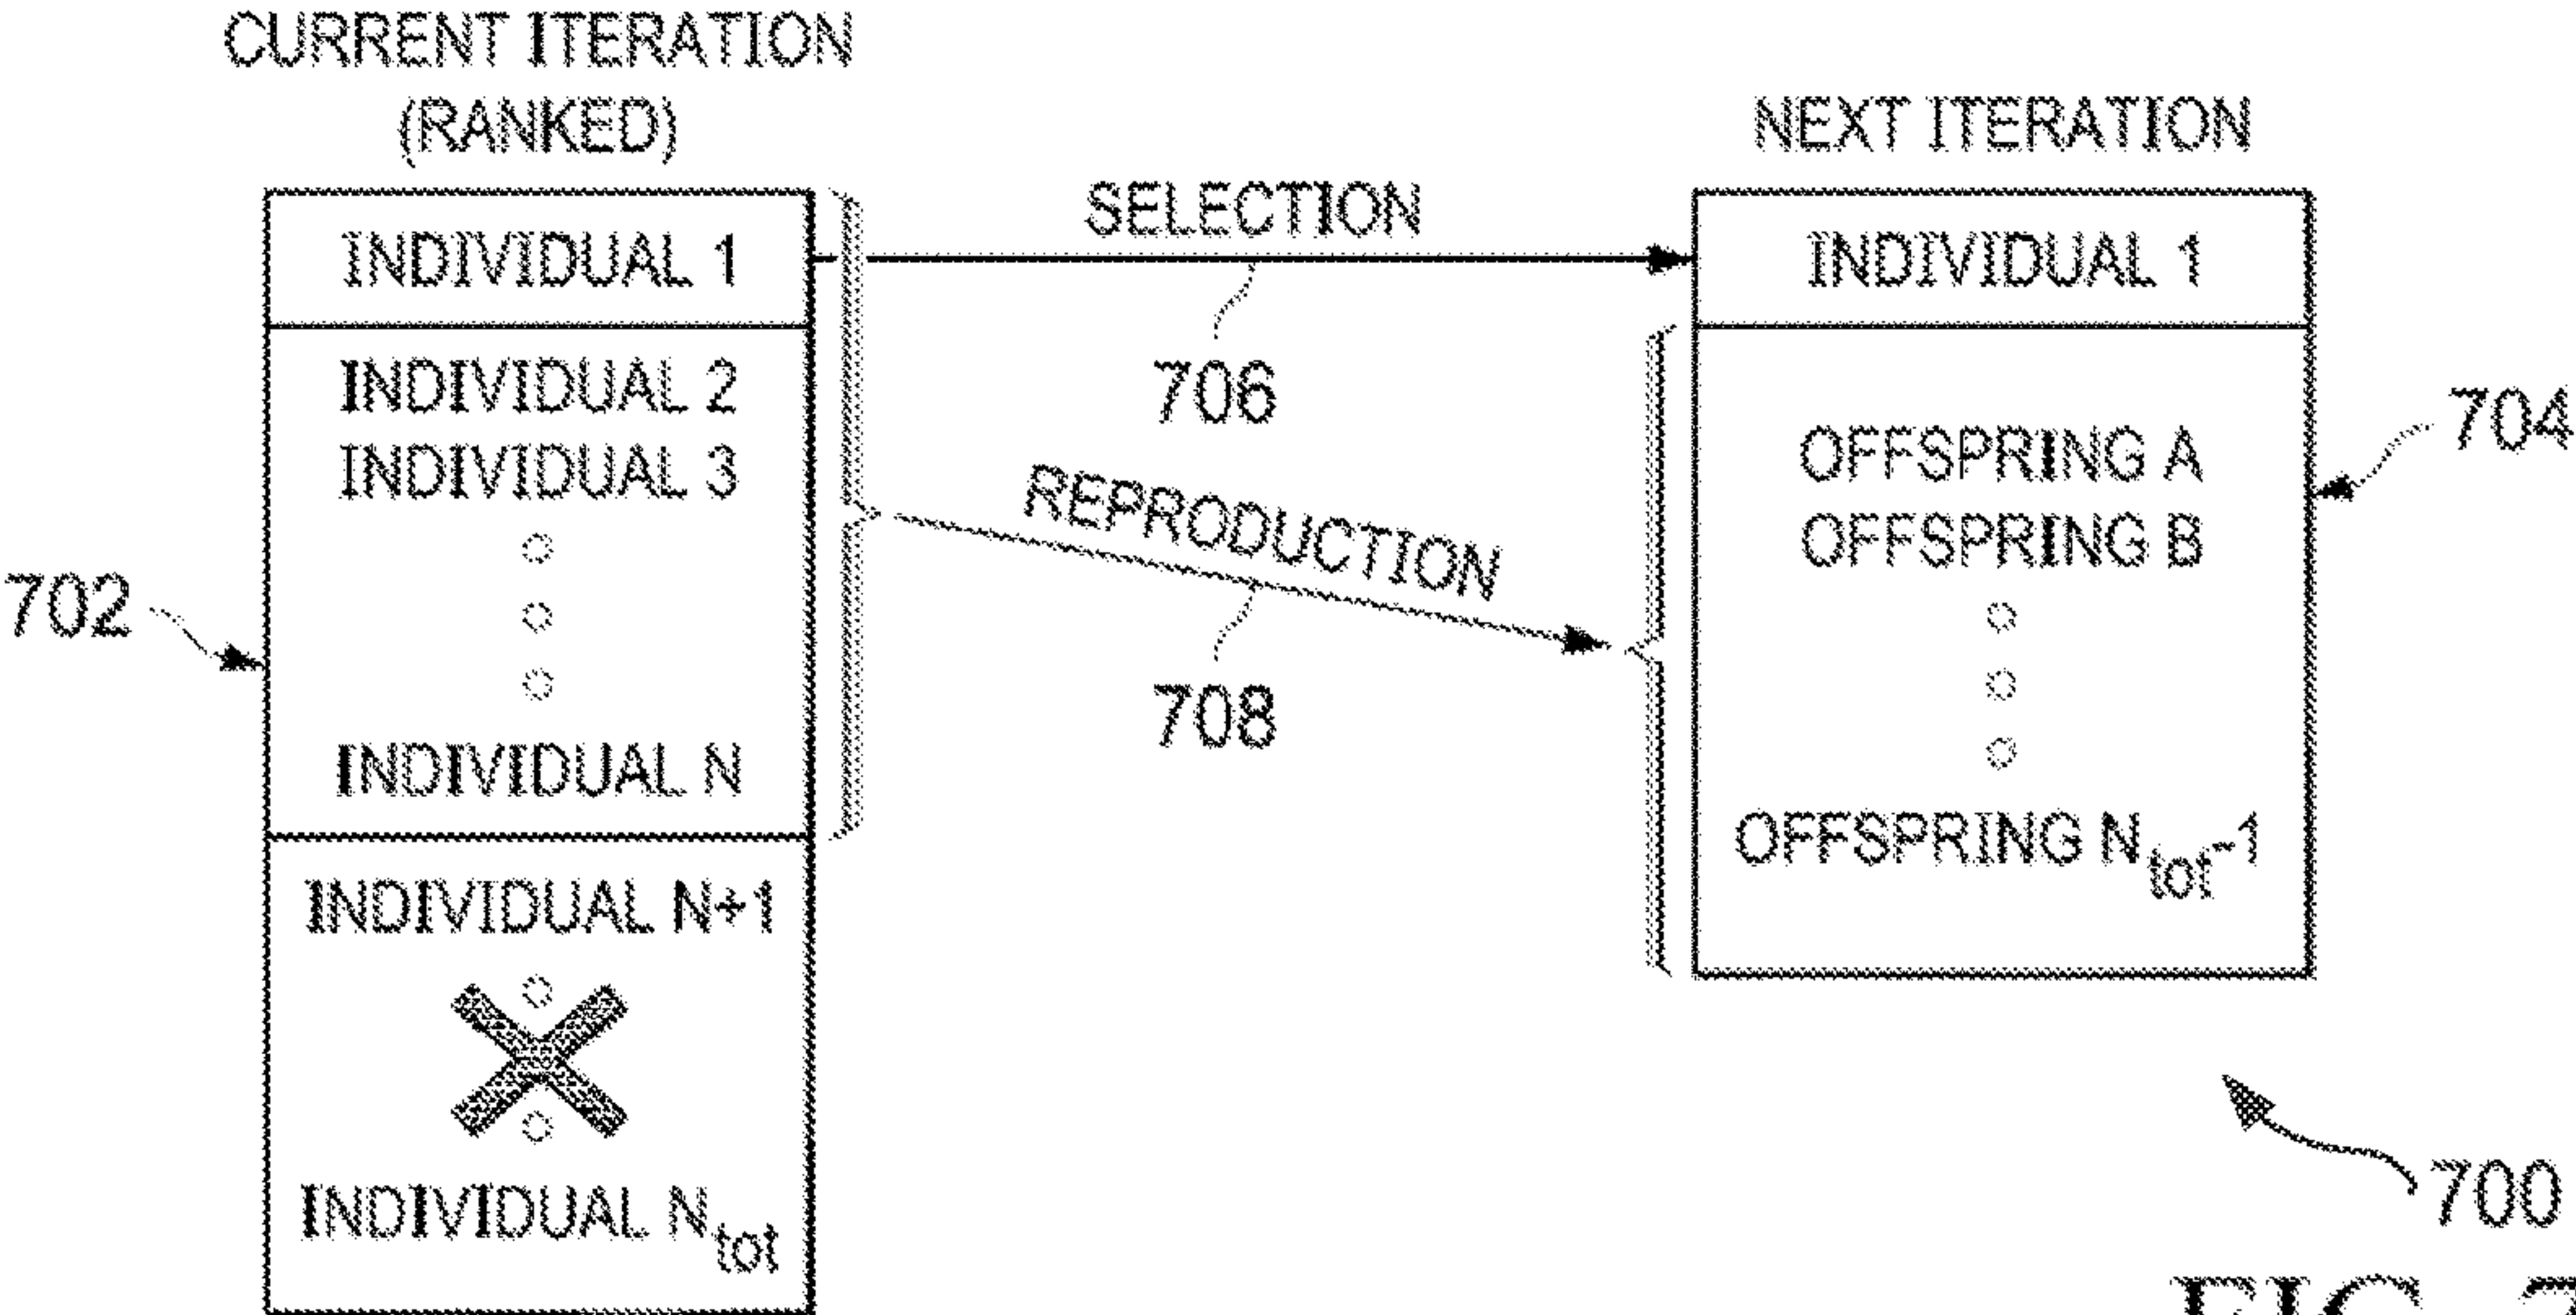 CURRENT ITERATION
(RANKED)
INDIVIDUAL 1
INDIVIDUAL 2
INDIVIDUAL 3
INDIVIDUAL N
INDIVIDUAL N+1
INDIVIDUAL Ntot
702
SELECTION
706
REPRODUCTION
708
NEXT ITERATION
INDIVIDUAL 1
OFFSPRING A
OFFSPRING B
OFFSPRING Ntot-1
704
700
FIG.